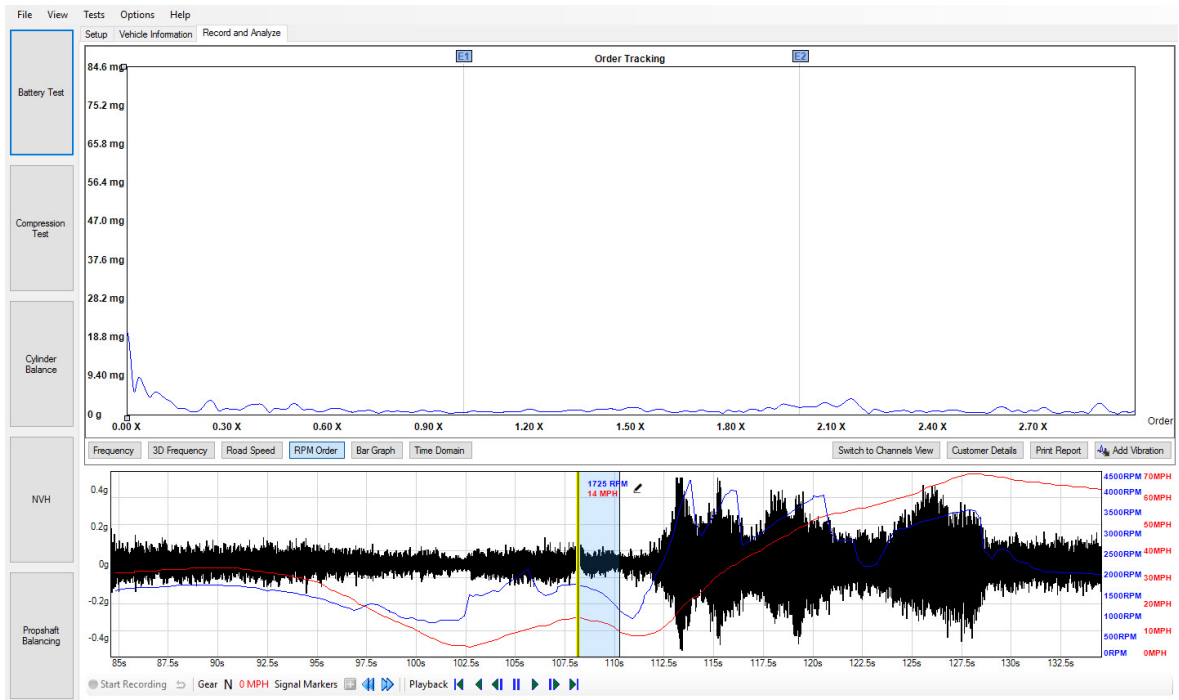 File View Tests Options Help
Setup Vehicle Information Record and Analyze
Battery Test
Compression
Test
Cylinder
Balance
NVH
Propshaft
Balancing
E1 E2
Order Tracking
84.6 mg
75.2 mg
65.8 mg
56.4 mg
47.0 mg
37.6 mg
28.2 mg
18.8 mg
9.40 mg
0 g
0.00 X 0.30 X 0.60 X 0.90 X 1.20 X 1.50 X 1.80 X 2.10 X 2.40 X 2.70 X
Order
Frequency 3D Frequency Road Speed RPM Order Bar Graph Time Domain Switch to Channels View Customer Details Print Report Add Vibration
0.4g
0.2g
0g
-0.2g
-0.4g
1725 RPM
14 MPH
4500RPM 70MPH
4000RPM
60MPH
3500RPM
50MPH
3000RPM
2500RPM 40MPH
2000RPM 30MPH
1500RPM
20MPH
1000RPM
10MPH
500RPM
0RPM 0MPH
85s 87.5s 90s 92.5s 95s 97.5s 100s 102.5s 105s 107.5s 110s 112.5s 115s 117.5s 120s 122.5s 125s 127.5s 130s 132.5s
Start Recording Gear N 0 MPH Signal Markers Playback